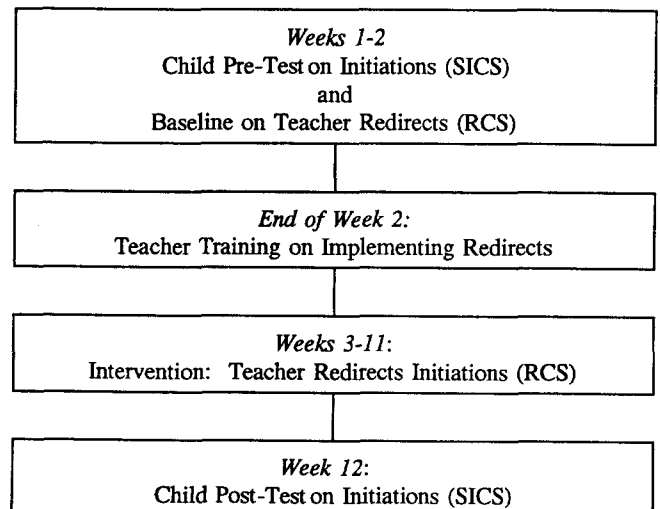 Weeks 1-2
Child Pre-Test on Initiations (SICS)
and
Baseline on Teacher Redirects (RCS)
End of Week 2:
Teacher Training on Implementing Redirects
Weeks 3-11:
Intervention: Teacher Redirects Initiations (RCS)
Week 12:
Child Post-Test on Initiations (SICS)